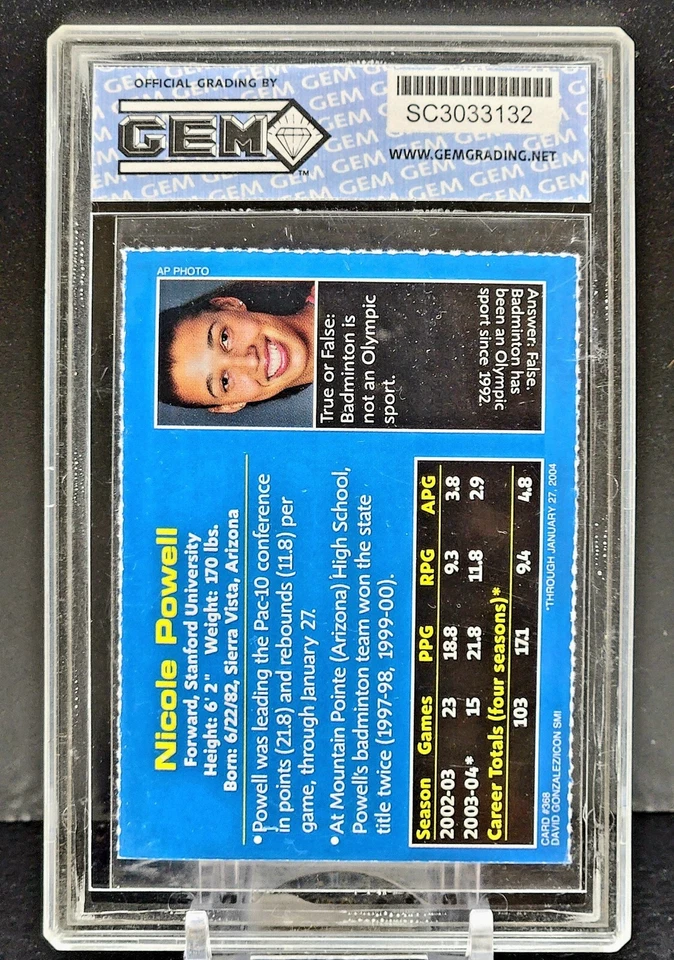 OFFICIAL GRADING BY
GEM
TM
SC3033132
WWW.GEMGRADING.NET
Nicole Powell
Forward, Stanford University
Height: 6'2" Weight: 170 lbs.
Born: 6/22/82, Sierra Vista, Arizona
• Powell was leading the Pac-10 conference
in points (21.8) and rebounds (11.8) per
game, through January 27.
• At Mountain Pointe (Arizona) High School,
Powell's badminton team won the state
title twice (1997-98, 1999-00).
Season Games PPG RPG APG
2002-03 23 18.8 9.3 3.8
2003-04* 15 21.8 11.8 2.9
Career Totals (four seasons)*
103 17.1 9.4 4.8
CARD #368
*THROUGH JANUARY 27, 2004
DAVID GONZALEZ/ICON SMI
AP PHOTO
True or False:
Badminton is
not an Olympic
sport.
Answer: False.
Badminton has
been an Olympic
sport since 1992.